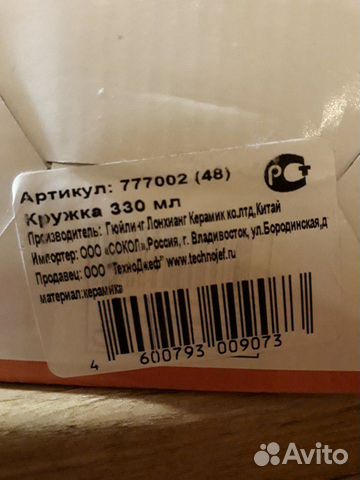 Артикул: 777002 (48)
Кружка 330 мл
Производитель: Гюйлинг Лонхианг Керамик ко.лтд,Китай
Импортер: ООО «СОКОЛ»,Россия, г. Владивосток, ул.Бородинская,д
Продавец: ООО "ТехноДжеф" www.technojef.ru
материал:керамика
РСТ
4 600793 009073
Avito